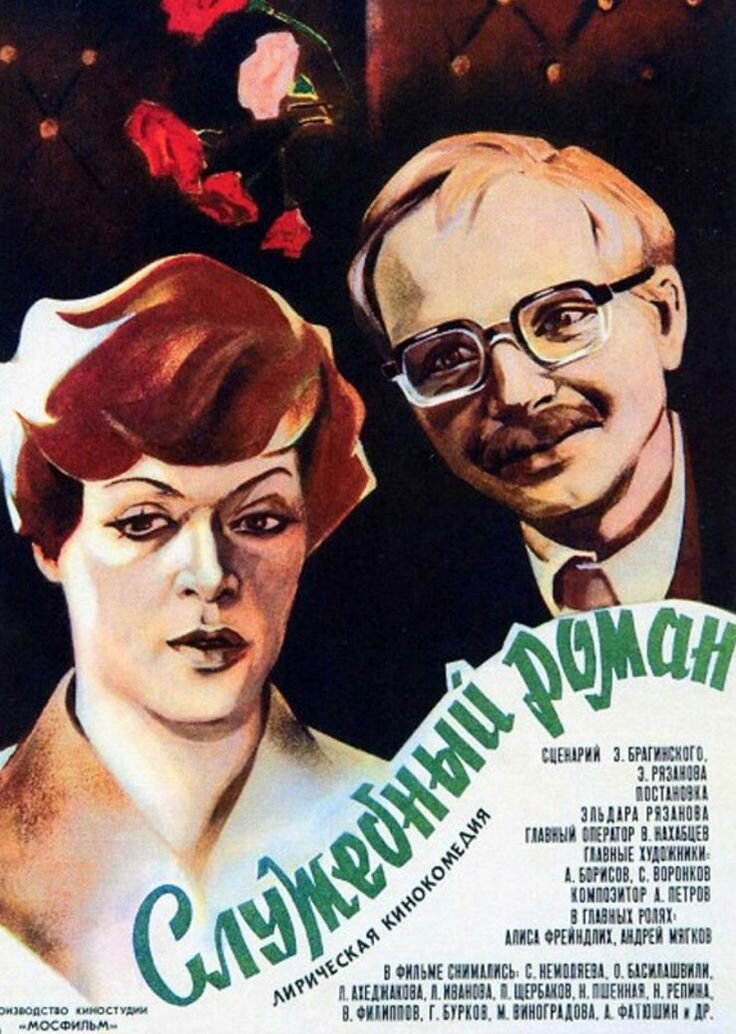 Служебный роман
ЛИРИЧЕСКАЯ КИНОКОМЕДИЯ
СЦЕНАРИЙ Э. БРАГИНСКОГО,
Э. РЯЗАНОВА
ПОСТАНОВКА
ЭЛЬДАРА РЯЗАНОВА
ГЛАВНЫЙ ОПЕРАТОР В. НАХАБЦЕВ
ГЛАВНЫЕ ХУДОЖНИКИ:
А. БОРИСОВ, С. ВОРОНКОВ
КОМПОЗИТОР А. ПЕТРОВ
В ГЛАВНЫХ РОЛЯХ:
АЛИСА ФРЕЙНДЛИХ, АНДРЕЙ МЯГКОВ
В ФИЛЬМЕ СНИМАЛИСЬ: С. НЕМОЛЯЕВА, О. БАСИЛАШВИЛИ,
Л. АХЕДЖАКОВА, Л. ИВАНОВА, П. ЩЕРБАКОВ, Н. ПШЕННАЯ, Н. РЕПИНА,
В. ФИЛИППОВ, Г. БУРКОВ, М. ВИНОГРАДОВА, А. ФАТЮШИН и ДР.
ОИЗВОДСТВО КИНОСТУДИИ
"МОСФИЛЬМ"